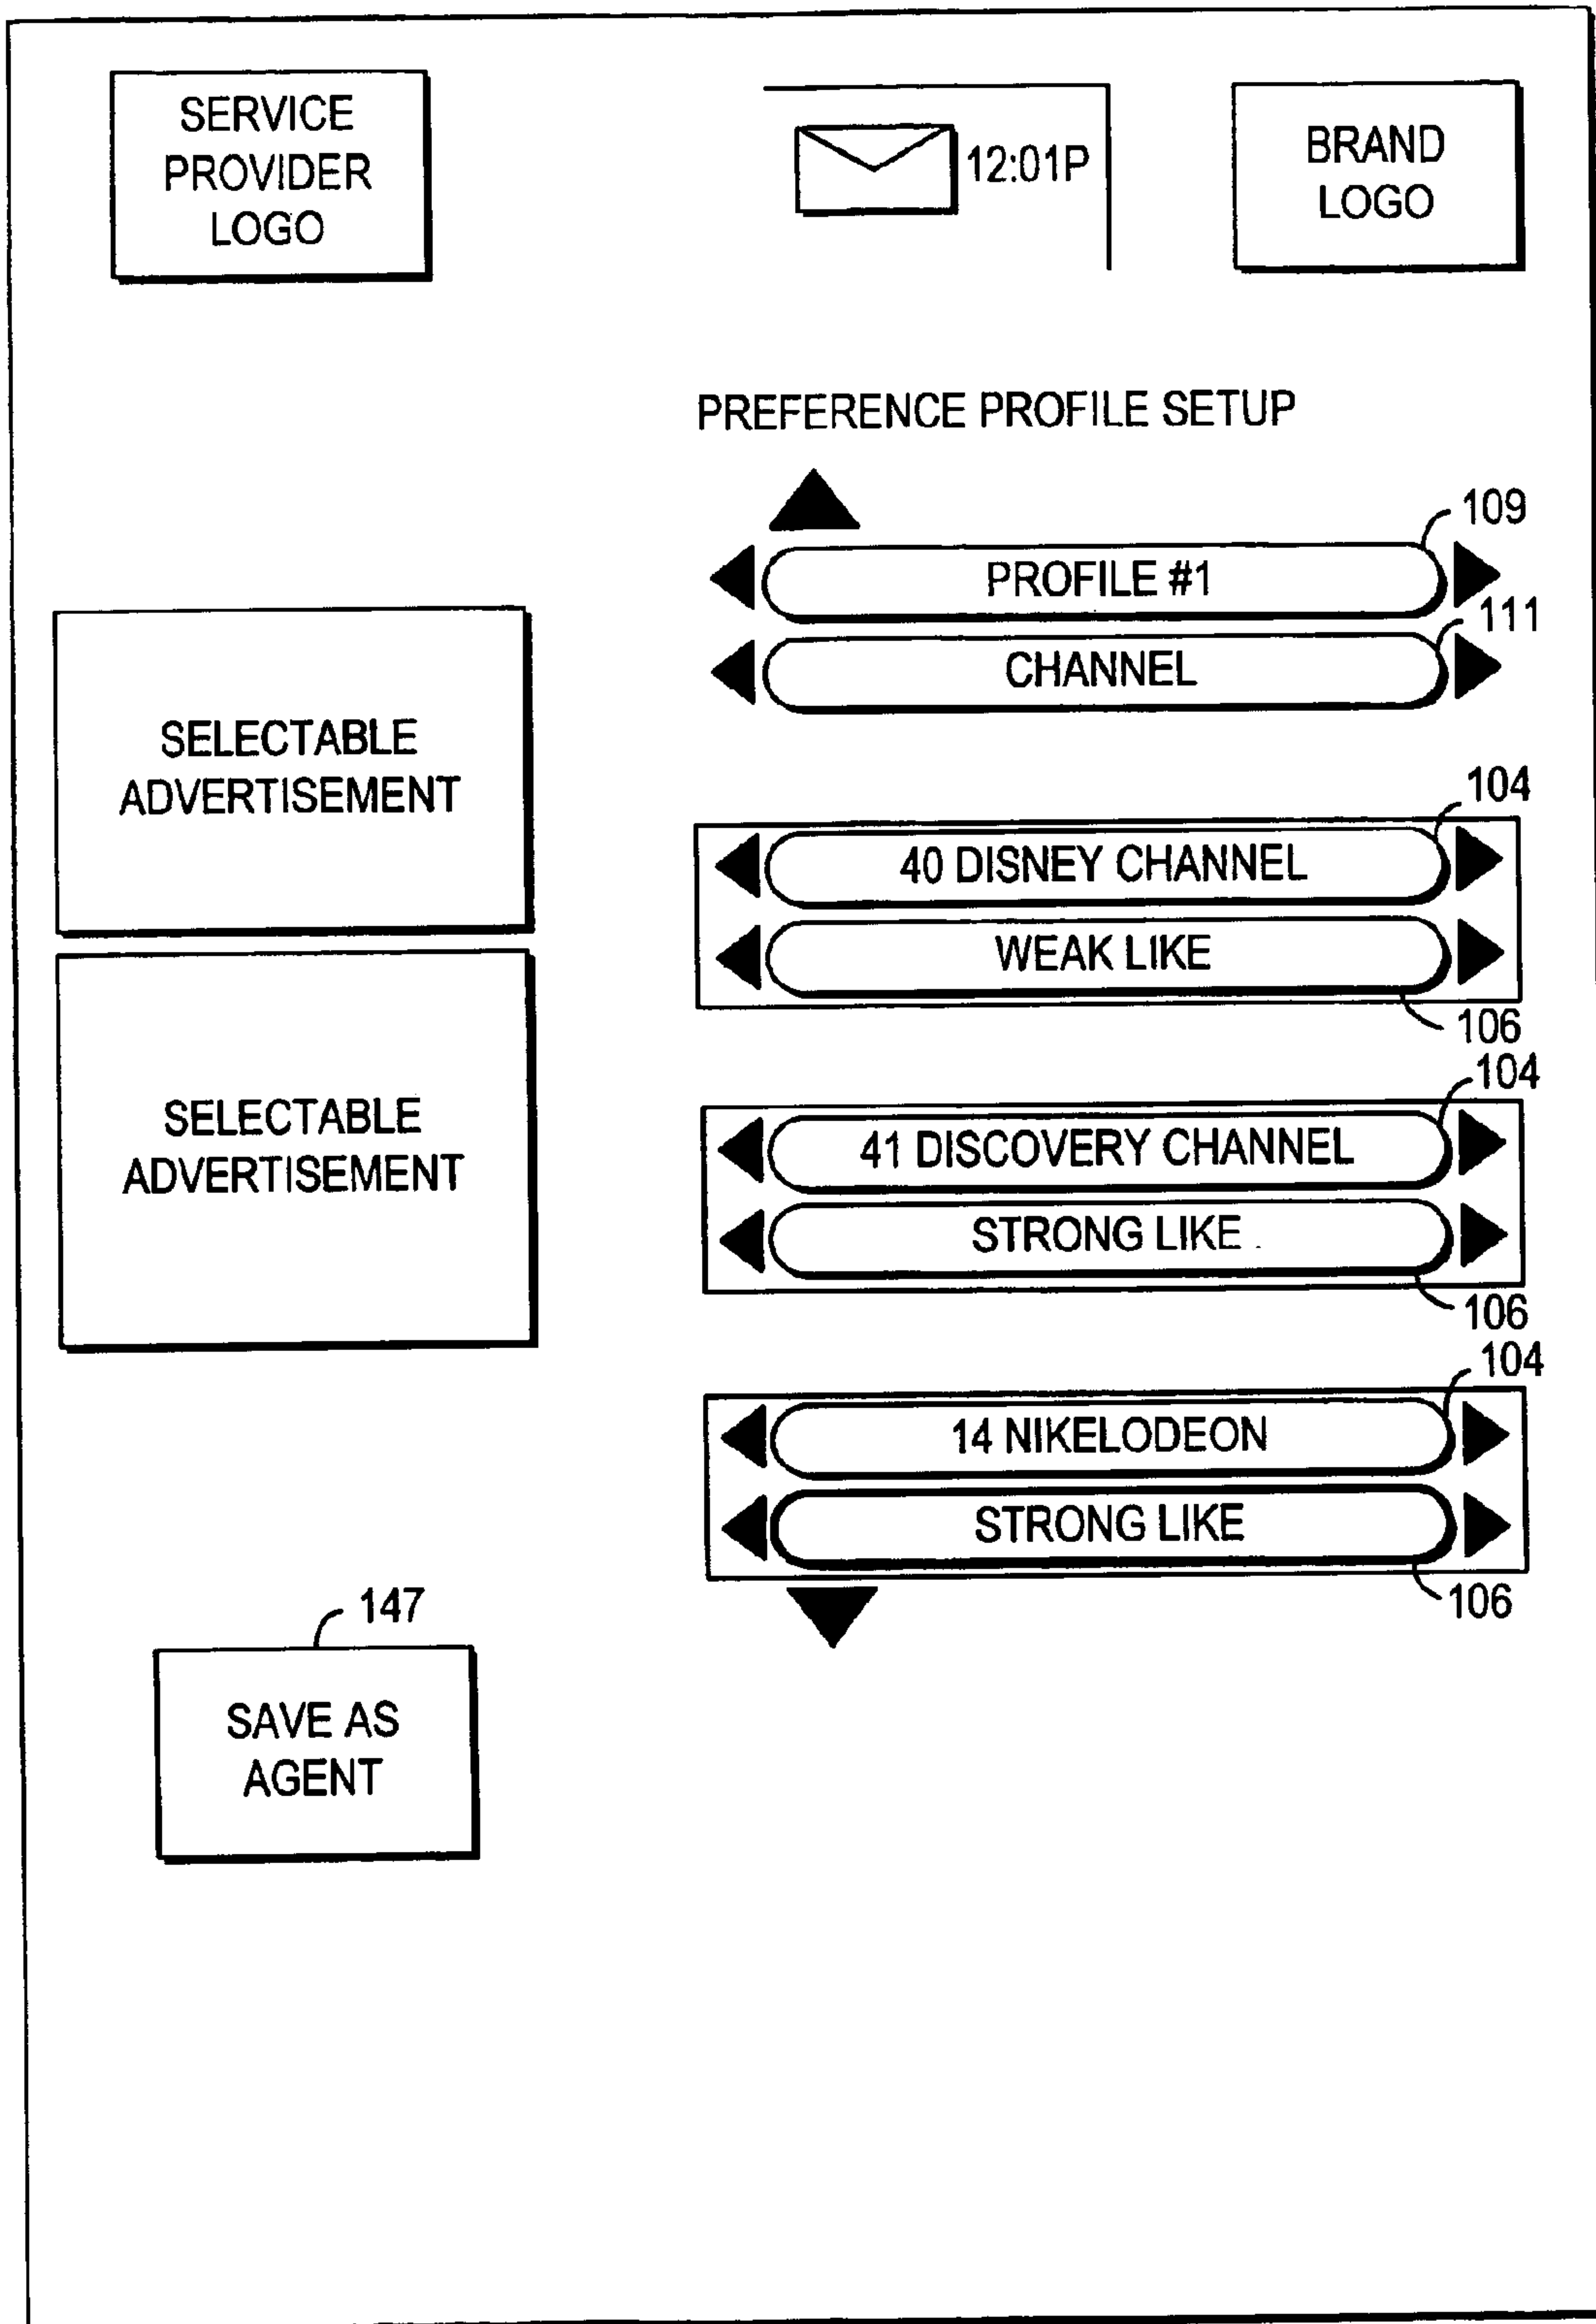 SERVICE
PROVIDER
LOGO
12:01P
BRAND
LOGO
PREFERENCE PROFILE SETUP
109
PROFILE #1
111
CHANNEL
SELECTABLE
ADVERTISEMENT
104
40 DISNEY CHANNEL
WEAK LIKE
106
SELECTABLE
ADVERTISEMENT
104
41 DISCOVERY CHANNEL
STRONG LIKE
106
104
14 NIKELODEON
STRONG LIKE
106
147
SAVE AS
AGENT